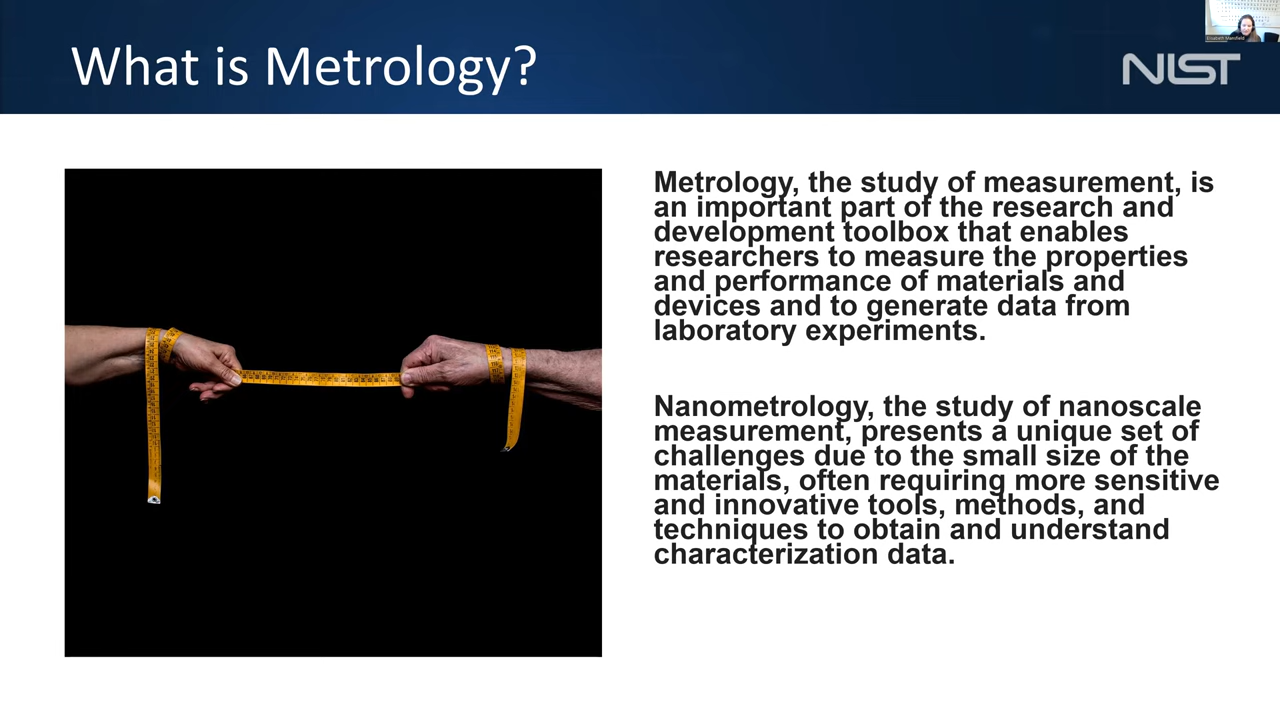 What is Metrology?
NIST
Elisabeth Mansfield
Metrology, the study of measurement, is
an important part of the research and
development toolbox that enables
researchers to measure the properties
and performance of materials and
devices and to generate data from
laboratory experiments.
Nanometrology, the study of nanoscale
measurement, presents a unique set of
challenges due to the small size of the
materials, often requiring more sensitive
and innovative tools, methods, and
techniques to obtain and understand
characterization data.